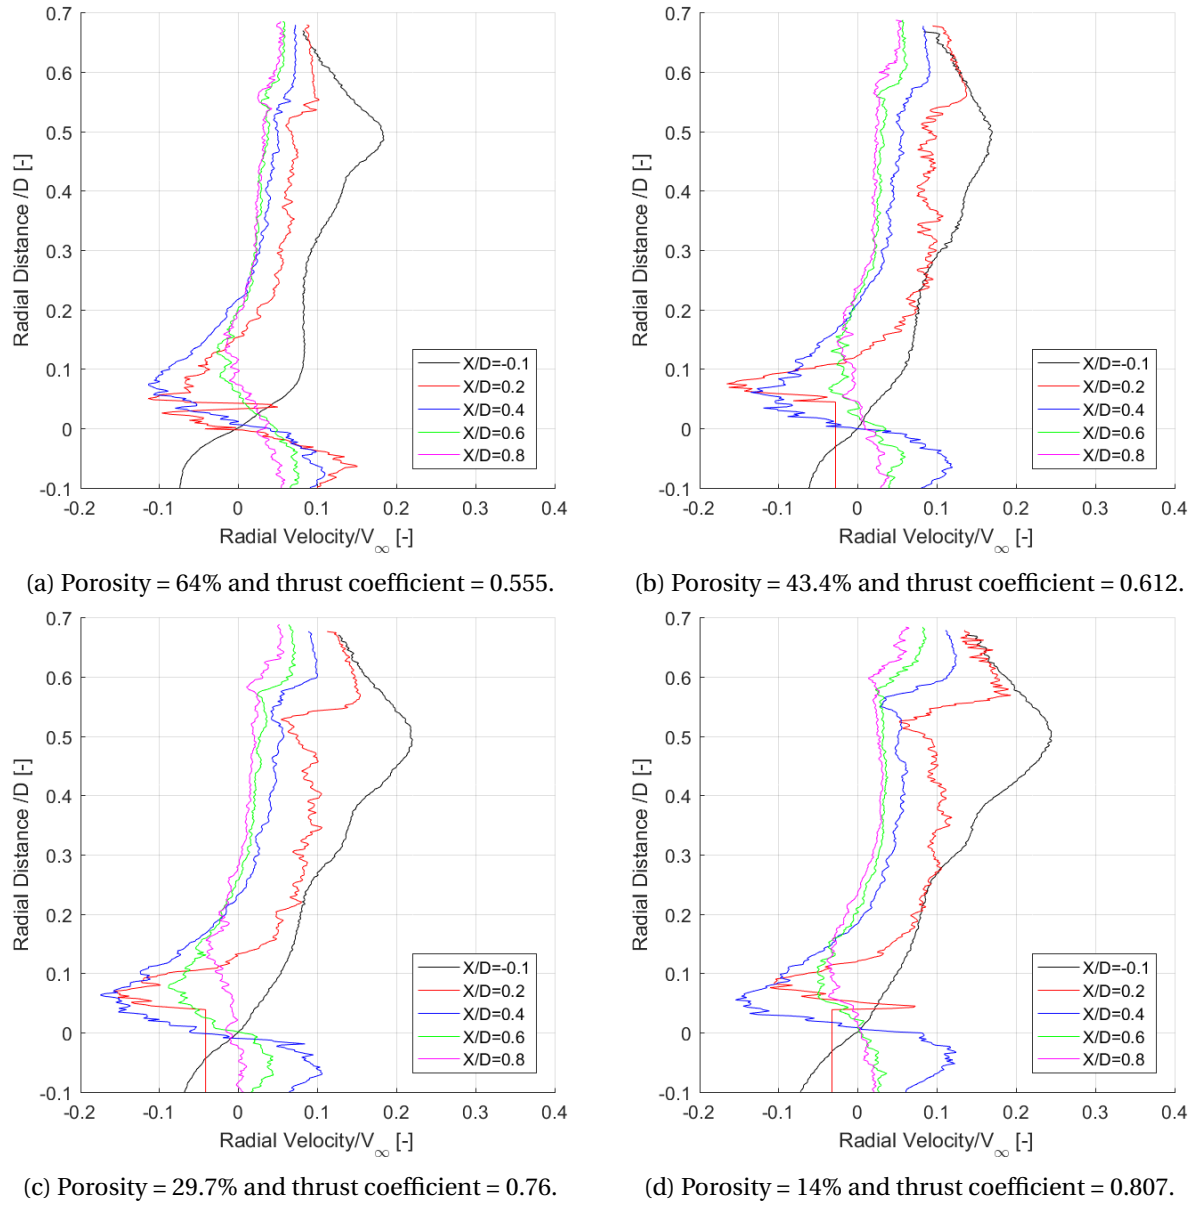 0.7
0.6
0.5
0.4
0.3
0.2
0.1
0
-0.1
Radial Distance /D [-]
-0.2 -0.1 0 0.1 0.2 0.3 0.4
Radial Velocity/V∞ [-]
X/D=-0.1
X/D=0.2
X/D=0.4
X/D=0.6
X/D=0.8
(a) Porosity = 64% and thrust coefficient = 0.555.
0.7
0.6
0.5
0.4
0.3
0.2
0.1
0
-0.1
Radial Distance /D [-]
-0.2 -0.1 0 0.1 0.2 0.3 0.4
Radial Velocity/V∞ [-]
X/D=-0.1
X/D=0.2
X/D=0.4
X/D=0.6
X/D=0.8
(b) Porosity = 43.4% and thrust coefficient = 0.612.
0.7
0.6
0.5
0.4
0.3
0.2
0.1
0
-0.1
Radial Distance /D [-]
-0.2 -0.1 0 0.1 0.2 0.3 0.4
Radial Velocity/V∞ [-]
X/D=-0.1
X/D=0.2
X/D=0.4
X/D=0.6
X/D=0.8
(c) Porosity = 29.7% and thrust coefficient = 0.76.
0.7
0.6
0.5
0.4
0.3
0.2
0.1
0
-0.1
Radial Distance /D [-]
-0.2 -0.1 0 0.1 0.2 0.3 0.4
Radial Velocity/V∞ [-]
X/D=-0.1
X/D=0.2
X/D=0.4
X/D=0.6
X/D=0.8
(d) Porosity = 14% and thrust coefficient = 0.807.